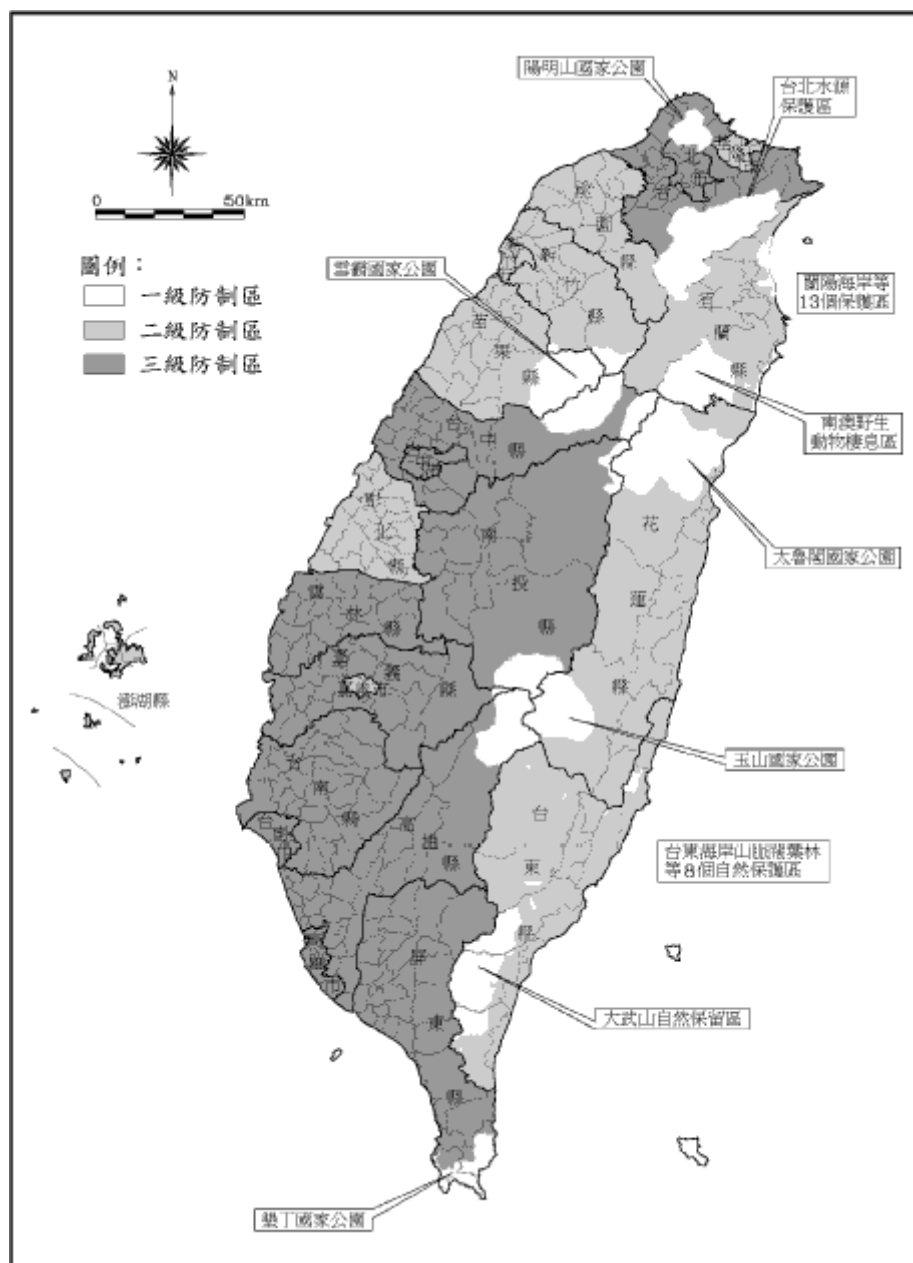 陽明山國家公園
台北水源
保護區
N
0 50km
圖例：
一級防制區
二級防制區
三級防制區
雪霸國家公園
蘭陽海岸等
13個保護區
南澳野生
動物棲息區
太魯閣國家公園
桃園縣
新竹縣
苗栗縣
宜蘭縣
台中縣
彰化縣
南投縣
花蓮縣
雲林縣
嘉義縣
澎湖縣
玉山國家公園
台南縣
高雄縣
台東縣
台東海岸山脈闊葉林
等8個自然保護區
屏東縣
大武山自然保留區
墾丁國家公園